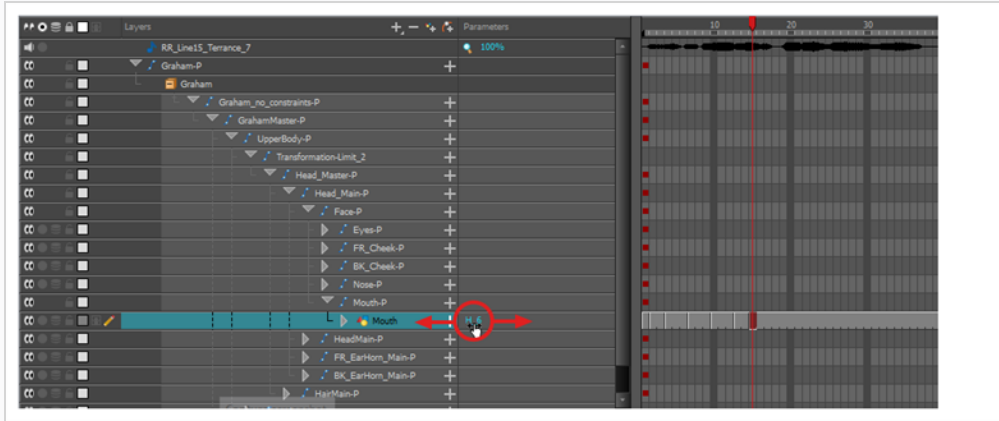 Layers
Parameters
10 20 30
RR_Line15_Terrance_7
100%
Graham-P
Graham
Graham_no_constraints-P
GrahamMaster-P
UpperBody-P
Transformation-Limit_2
Head_Master-P
Head_Main-P
Face-P
Eyes-P
FR_Cheek-P
BK_Cheek-P
Nose-P
Mouth-P
Mouth
H_6
HeadMain-P
FR_EarHorn_Main-P
BK_EarHorn_Main-P
HairMain-P